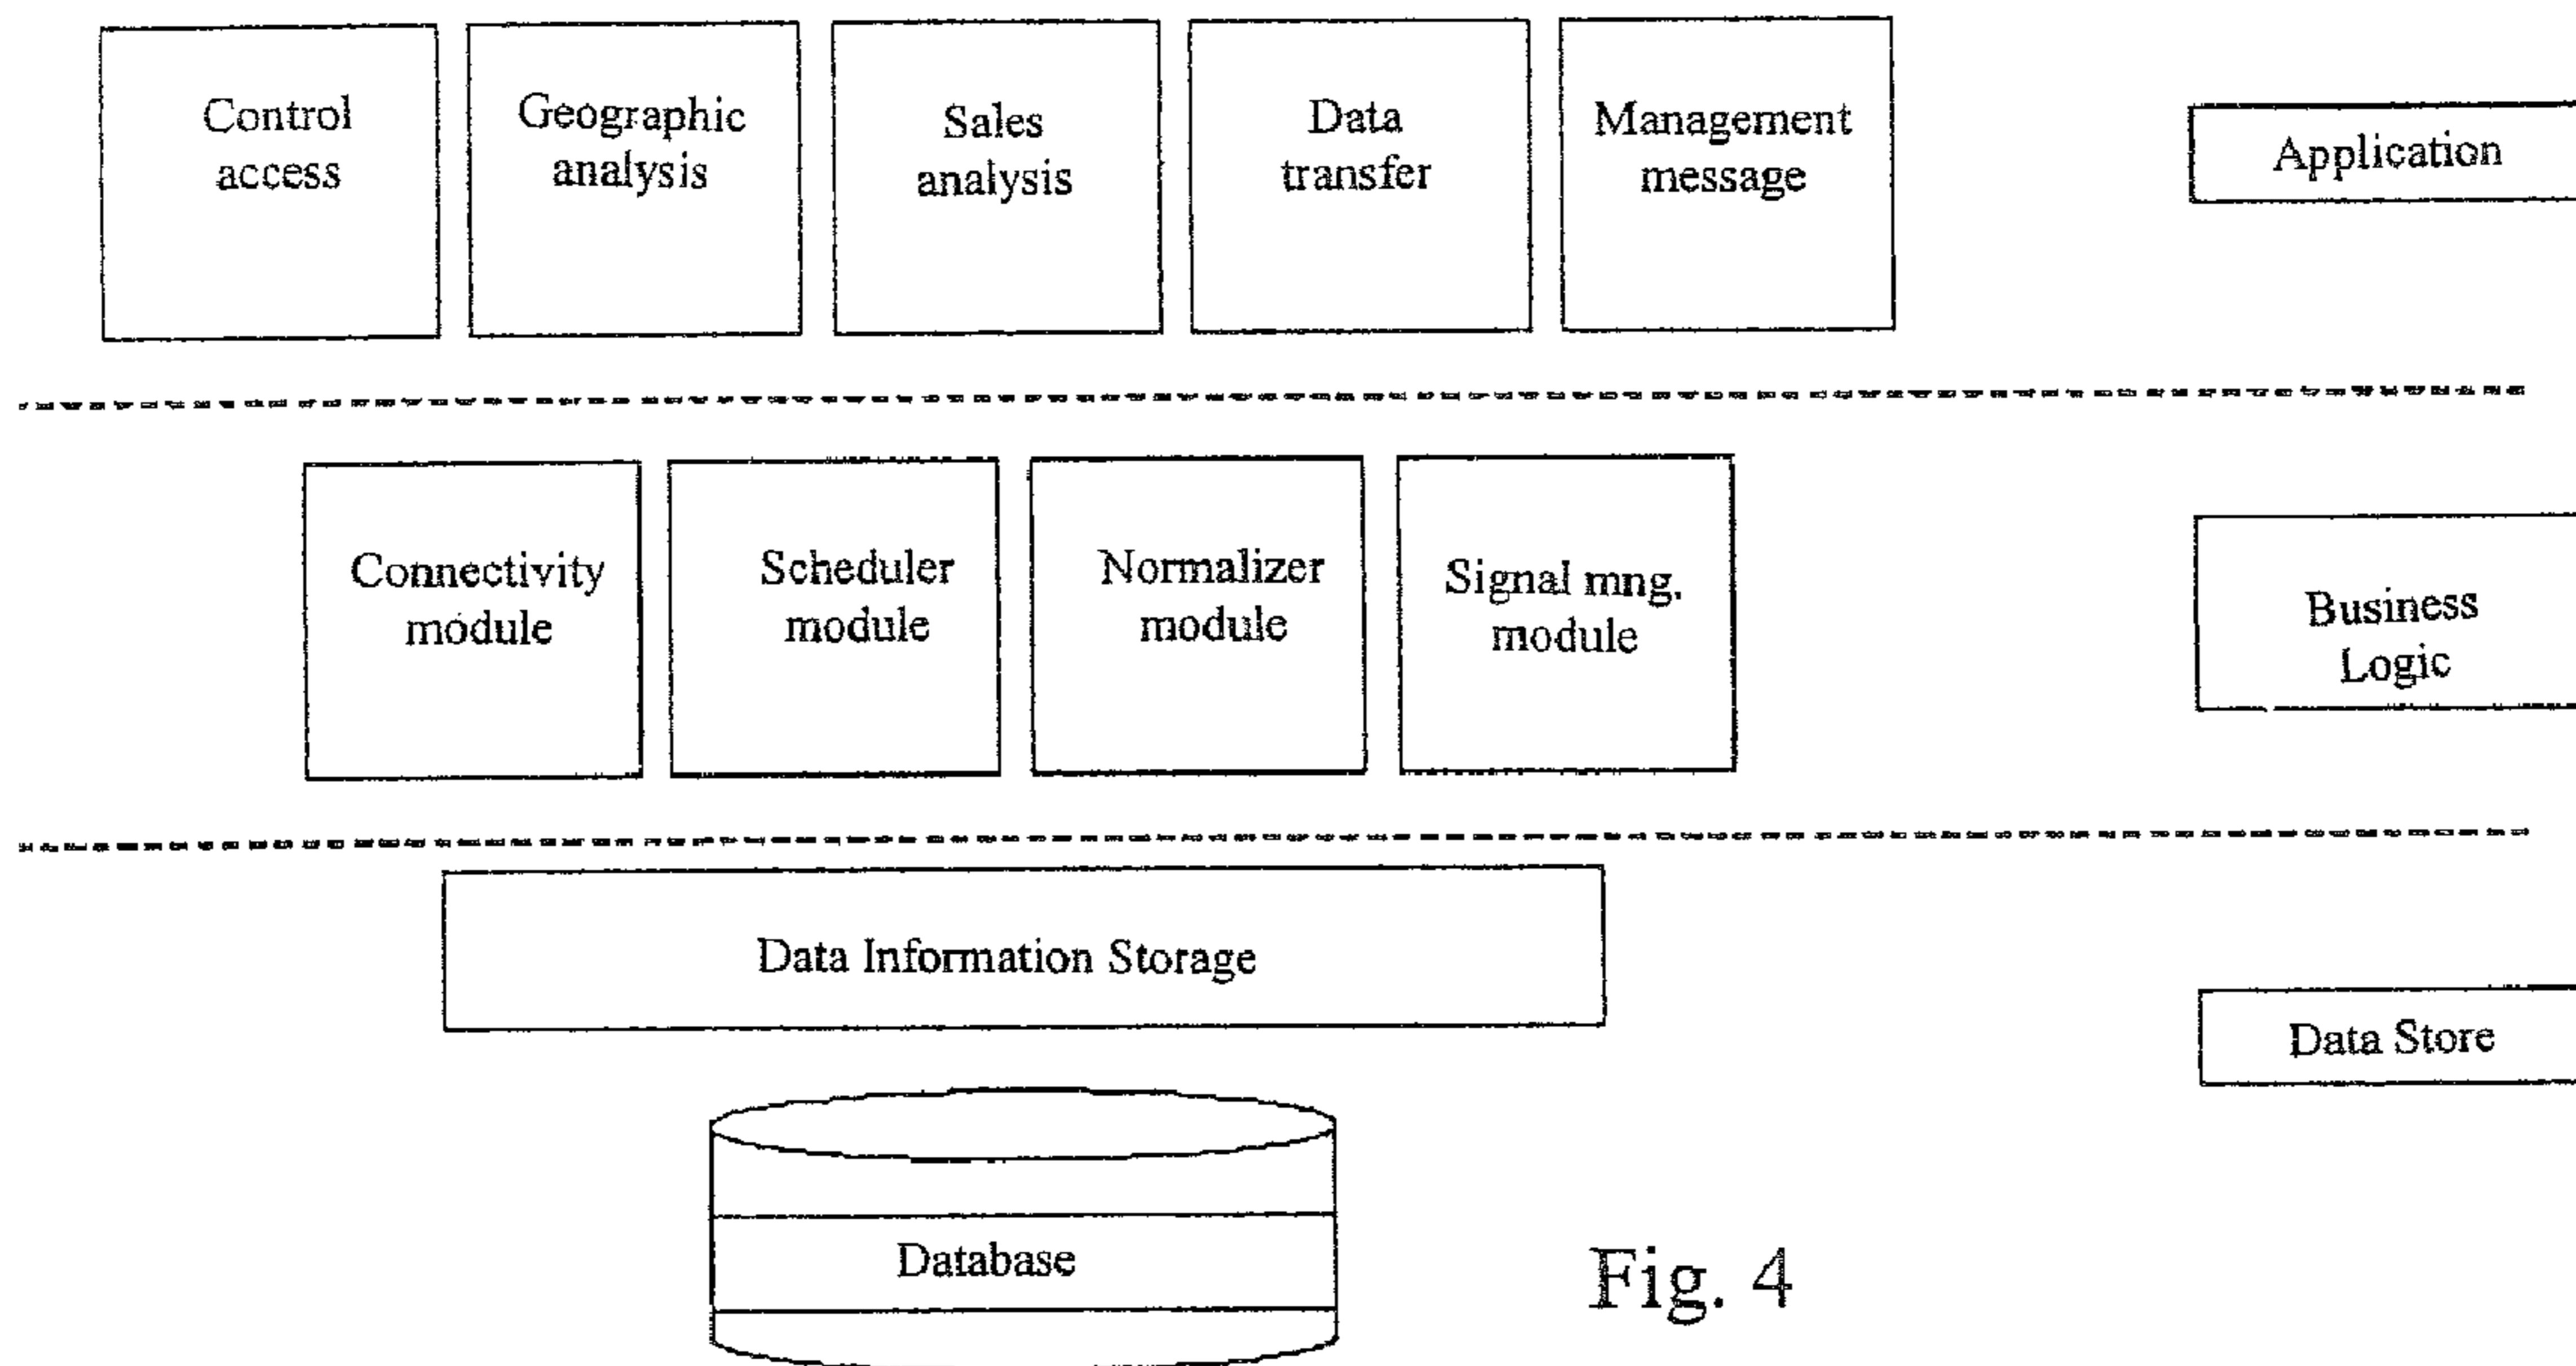 Control
access
Geographic
analysis
Sales
analysis
Data
transfer
Management
message
Application
Connectivity
module
Scheduler
module
Normalizer
module
Signal mng.
module
Business
Logic
Data Information Storage
Data Store
Database
Fig. 4